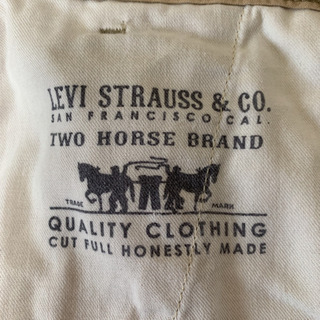 LEVI STRAUSS & CO.
SAN FRANCISCO CAL.
TWO HORSE BRAND
TRADE MARK
QUALITY CLOTHING
CUT FULL HONESTLY MADE